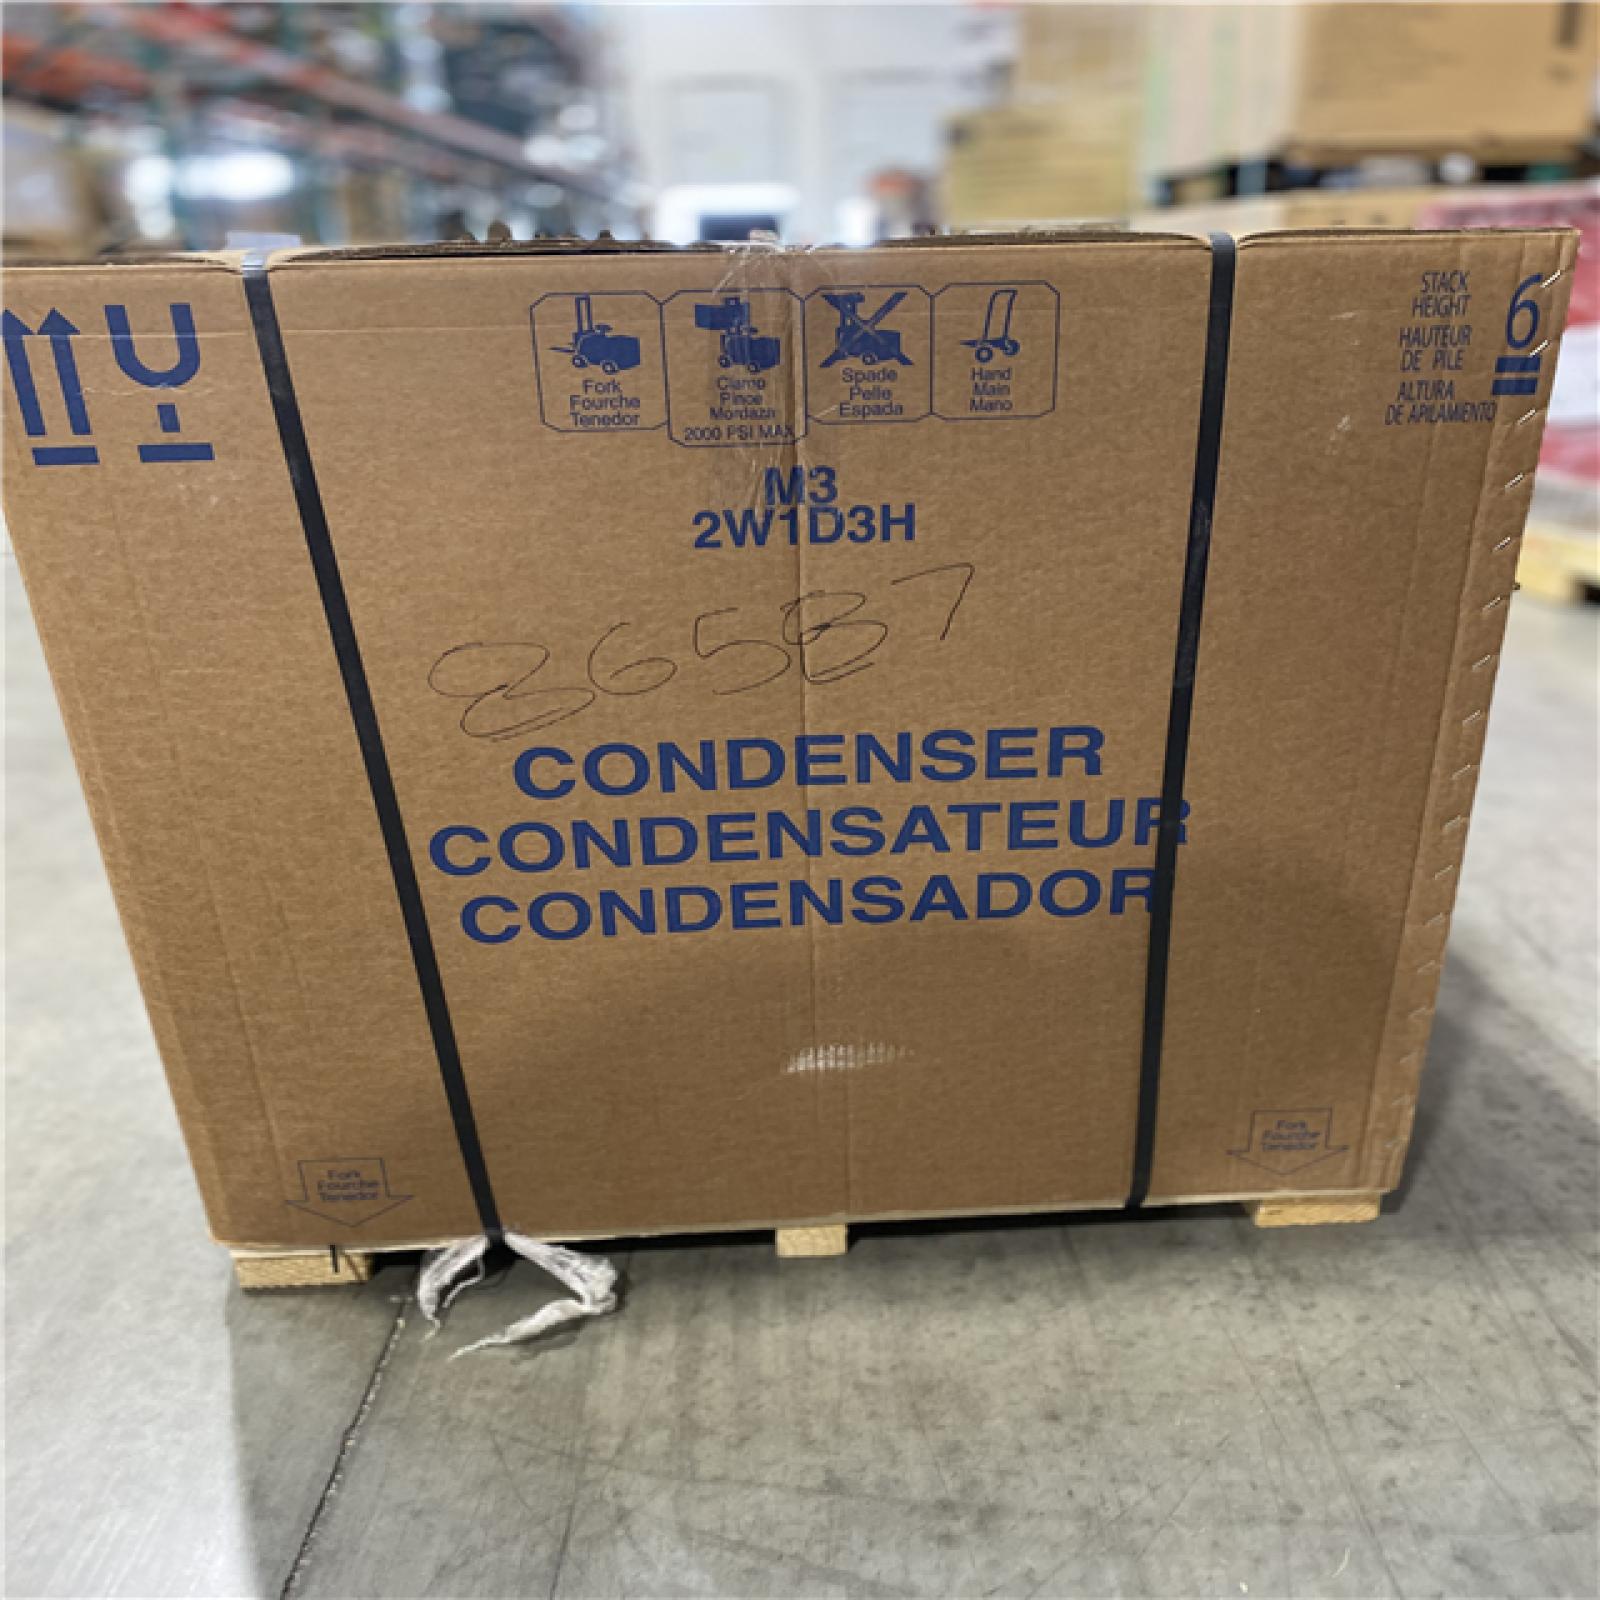 Fork
Fourche
Tenedor
Clamp
Pince
Mordaza
2000 PSI MAX
Spade
Pelle
Espada
Hand
Main
Mano
STACK
HEIGHT
HAUTEUR
DE PILE
ALTURA
DE APILAMIENTO
6
M3
2W1D3H
86587
CONDENSER
CONDENSATEUR
CONDENSADOR
Fork
Fourche
Tenedor
Fork
Fourche
Tenedor